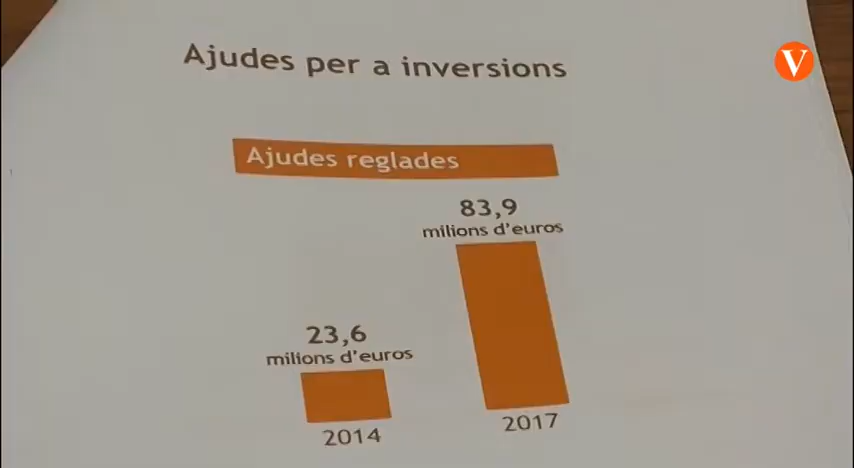 V
Ajudes per a inversions
Ajudes reglades
83,9
milions d'euros
23,6
milions d'euros
2014
2017